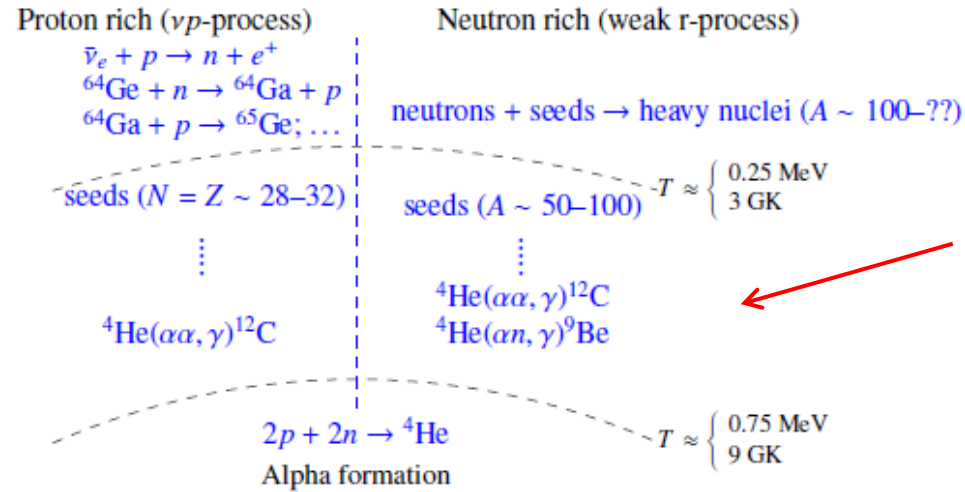 Proton rich (νp-process)
Neutron rich (weak r-process)
ν̄ₑ + p → n + e⁺
⁶⁴Ge + n → ⁶⁴Ga + p
⁶⁴Ga + p → ⁶⁵Ge; …
neutrons + seeds → heavy nuclei (A ~ 100–??)
T ≈ { 0.25 MeV
3 GK
seeds (N = Z ~ 28–32)
seeds (A ~ 50–100)
⁴He(αα, γ)¹²C
⁴He(αα, γ)¹²C
⁴He(αn, γ)⁹Be
2p + 2n → ⁴He
Alpha formation
T ≈ { 0.75 MeV
9 GK